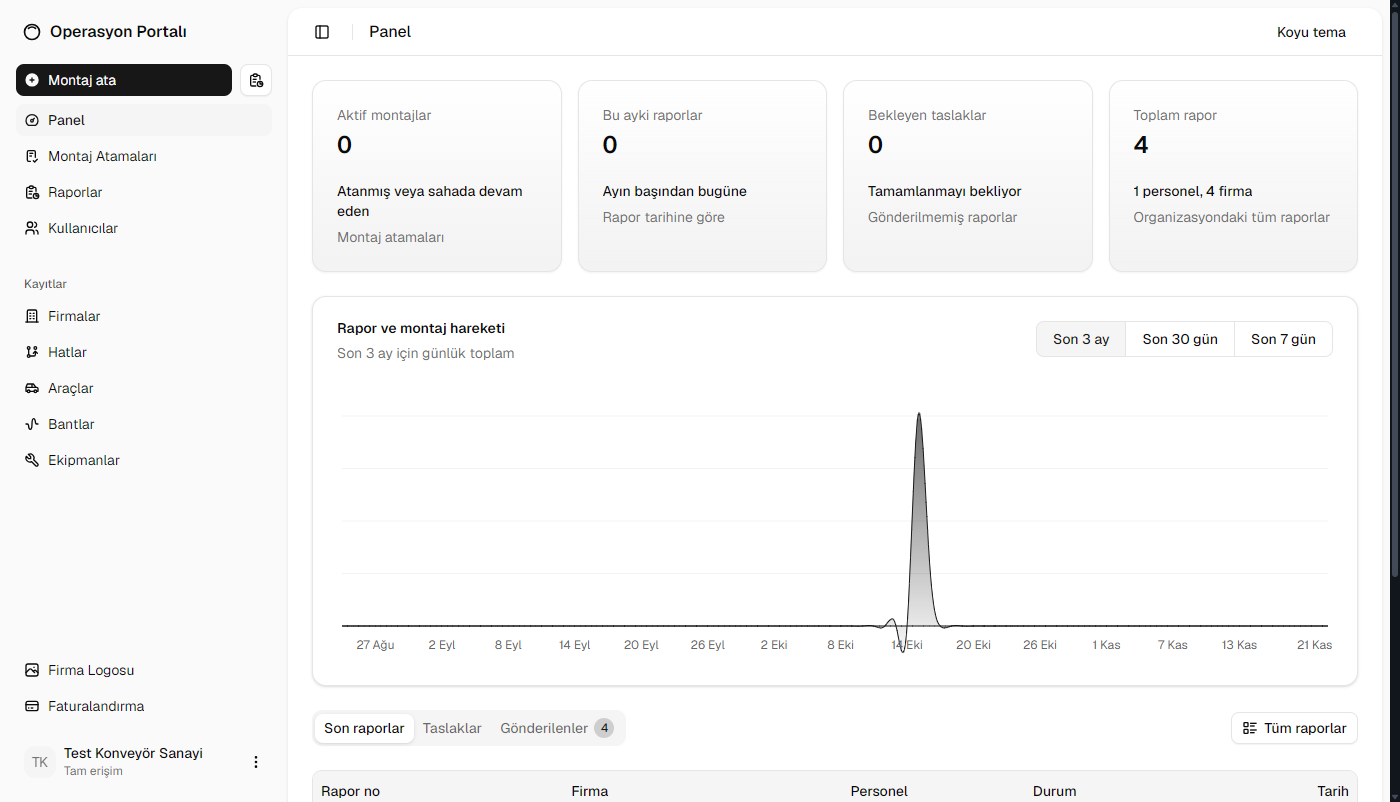 Operasyon Portalı
Montaj ata
Panel
Montaj Atamaları
Raporlar
Kullanıcılar
Kayıtlar
Firmalar
Hatlar
Araçlar
Bantlar
Ekipmanlar
Firma Logosu
Faturalandırma
TK
Test Konveyör Sanayi
Tam erişim
Panel
Koyu tema
Aktif montajlar
0
Atanmış veya sahada devam
eden
Montaj atamaları
Bu ayki raporlar
0
Ayın başından bugüne
Rapor tarihine göre
Bekleyen taslaklar
0
Tamamlanmayı bekliyor
Gönderilmemiş raporlar
Toplam rapor
4
1 personel, 4 firma
Organizasyondaki tüm raporlar
Rapor ve montaj hareketi
Son 3 ay için günlük toplam
Son 3 ay
Son 30 gün
Son 7 gün
27 Ağu 2 Eyl 8 Eyl 14 Eyl 20 Eyl 26 Eyl 2 Eki 8 Eki 14 Eki 20 Eki 26 Eki 1 Kas 7 Kas 13 Kas 21 Kas
Son raporlar Taslaklar Gönderilenler 4
Tüm raporlar
Rapor no Firma Personel Durum Tarih